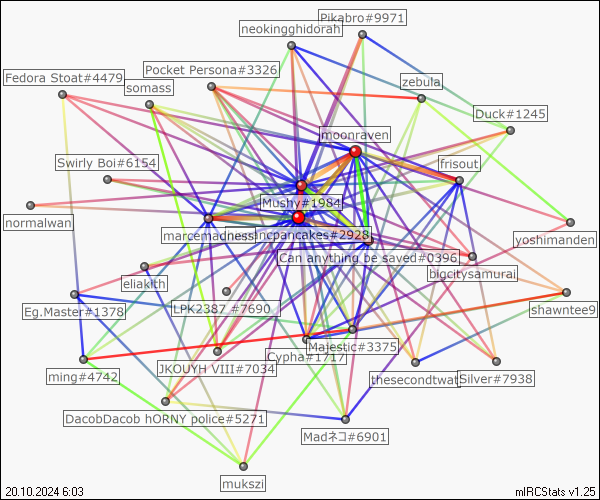 Pikabro#9971
neokingghidorah
Pocket Persona#3326
Fedora Stoat#4479
zebula
somass
Duck#1245
moonraven
Swirly Boi#6154
frisout
Mushy#1984
normalwan
marcemadness
incpancakes#2928
yoshimanden
Can anything be saved#0396
bigcitysamurai
eliakith
LPK2387 #7690
Eg.Master#1378
shawntee9
Majestic#3375
Cypha#1717
JKOUYH VIII#7034
ming#4742
thesecondtwat
Silver#7938
DacobDacob hORNY police#5271
Madネコ#6901
mukszi
20.10.2024 6:03
mIRCStats v1.25